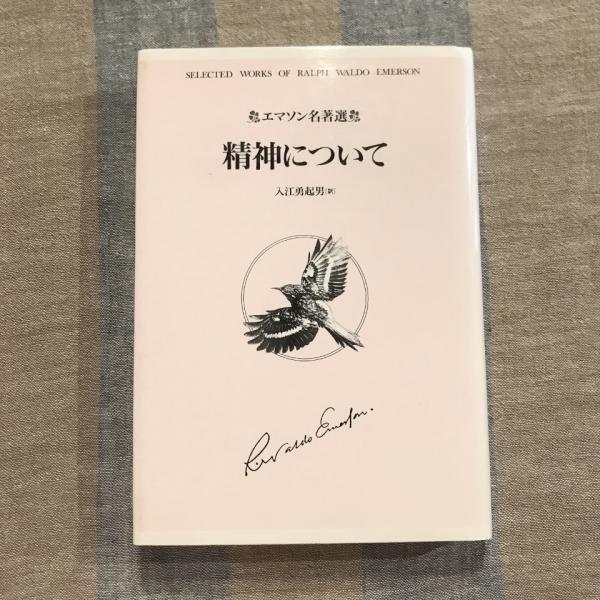 SELECTED WORKS OF RALPH WALDO EMERSON
エマソン名著選
精神について
入江勇起男[訳]
R. Waldo Emerson.